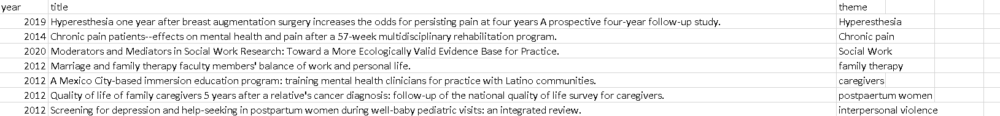 year title theme
2019 Hyperesthesia one year after breast augmentation surgery increases the odds for persisting pain at four years A prospective four-year follow-up study. Hyperesthesia
2014 Chronic pain patients--effects on mental health and pain after a 57-week multidisciplinary rehabilitation program. Chronic pain
2020 Moderators and Mediators in Social Work Research: Toward a More Ecologically Valid Evidence Base for Practice. Social Work
2012 Marriage and family therapy faculty members' balance of work and personal life. family therapy
2012 A Mexico City-based immersion education program: training mental health clinicians for practice with Latino communities. caregivers
2012 Quality of life of family caregivers 5 years after a relative's cancer diagnosis: follow-up of the national quality of life survey for caregivers. postpaertum women
2012 Screening for depression and help-seeking in postpartum women during well-baby pediatric visits: an integrated review. interpersonal violence